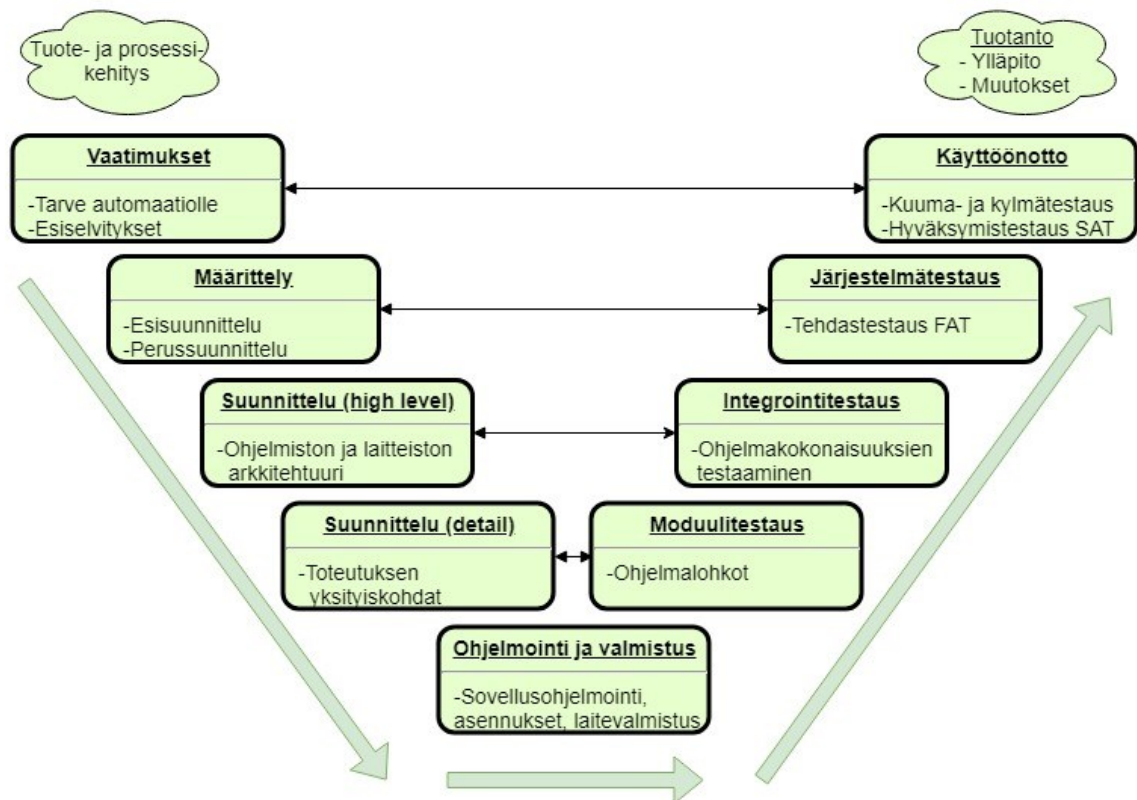 Tuote- ja prosessi-
kehitys
Tuotanto
- Ylläpito
- Muutokset
Vaatimukset
-Tarve automaatiolle
-Esiselvitykset
Käyttöönotto
-Kuuma- ja kylmätestaus
-Hyväksymistestaus SAT
Määrittely
-Esisuunnittelu
-Perussuunnittelu
Järjestelmätestaus
-Tehdastestaus FAT
Suunnittelu (high level)
-Ohjelmiston ja laitteiston
arkkitehtuuri
Integrointitestaus
-Ohjelmakokonaisuuksien
testaaminen
Suunnittelu (detail)
-Toteutuksen
yksityiskohdat
Moduulitestaus
-Ohjelmalohkot
Ohjelmointi ja valmistus
-Sovellusohjelmointi,
asennukset, laitevalmistus